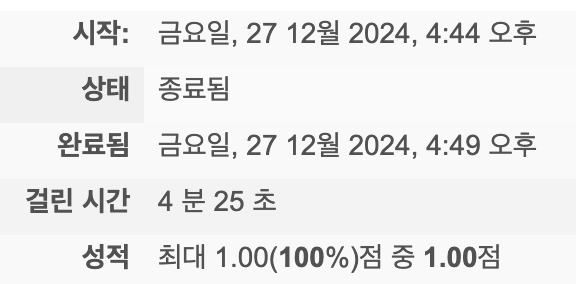 시작: 금요일, 27 12월 2024, 4:44 오후
상태 종료됨
완료됨 금요일, 27 12월 2024, 4:49 오후
걸린 시간 4 분 25 초
성적 최대 1.00(100%)점 중 1.00점